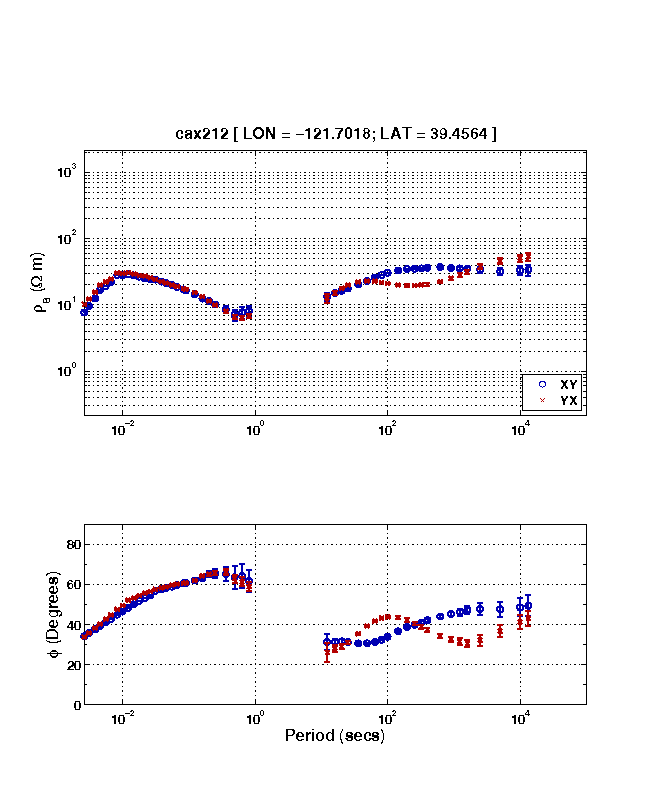 cax212 [ LON = −121.7018; LAT = 39.4564 ]
10³
10²
10¹
10⁰
ρₐ (Ω m)
XY
YX
10⁻² 10⁰ 10² 10⁴
80
60
40
20
0
ϕ (Degrees)
10⁻² 10⁰ 10² 10⁴
Period (secs)